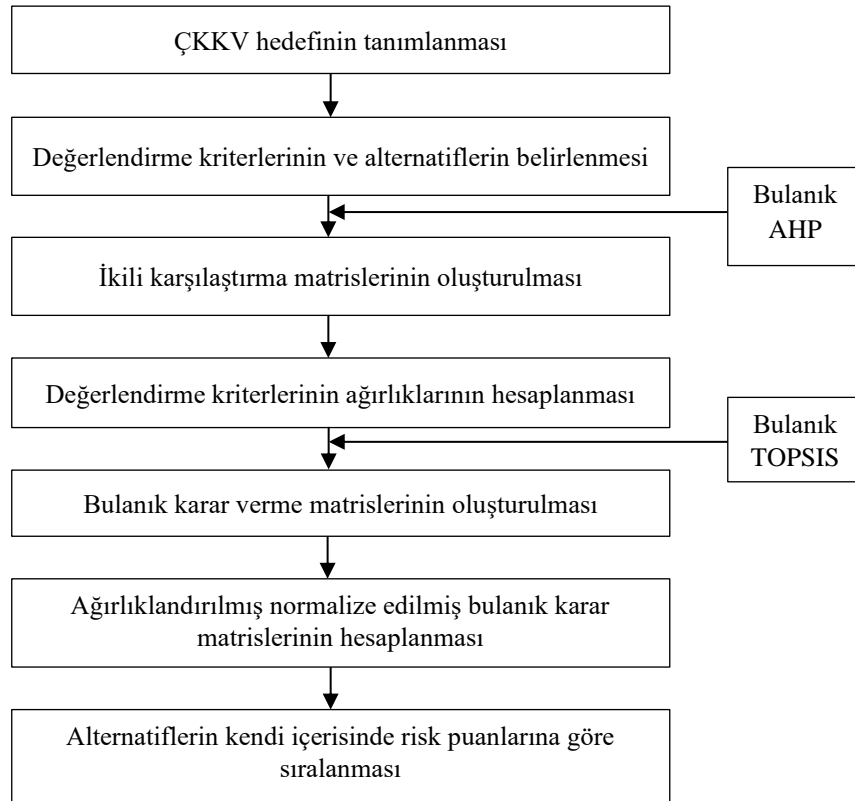 ÇKKV hedefinin tanımlanması
Değerlendirme kriterlerinin ve alternatiflerin belirlenmesi
Bulanık
AHP
İkili karşılaştırma matrislerinin oluşturulması
Değerlendirme kriterlerinin ağırlıklarının hesaplanması
Bulanık
TOPSIS
Bulanık karar verme matrislerinin oluşturulması
Ağırlıklandırılmış normalize edilmiş bulanık karar
matrislerinin hesaplanması
Alternatiflerin kendi içerisinde risk puanlarına göre
sıralanması